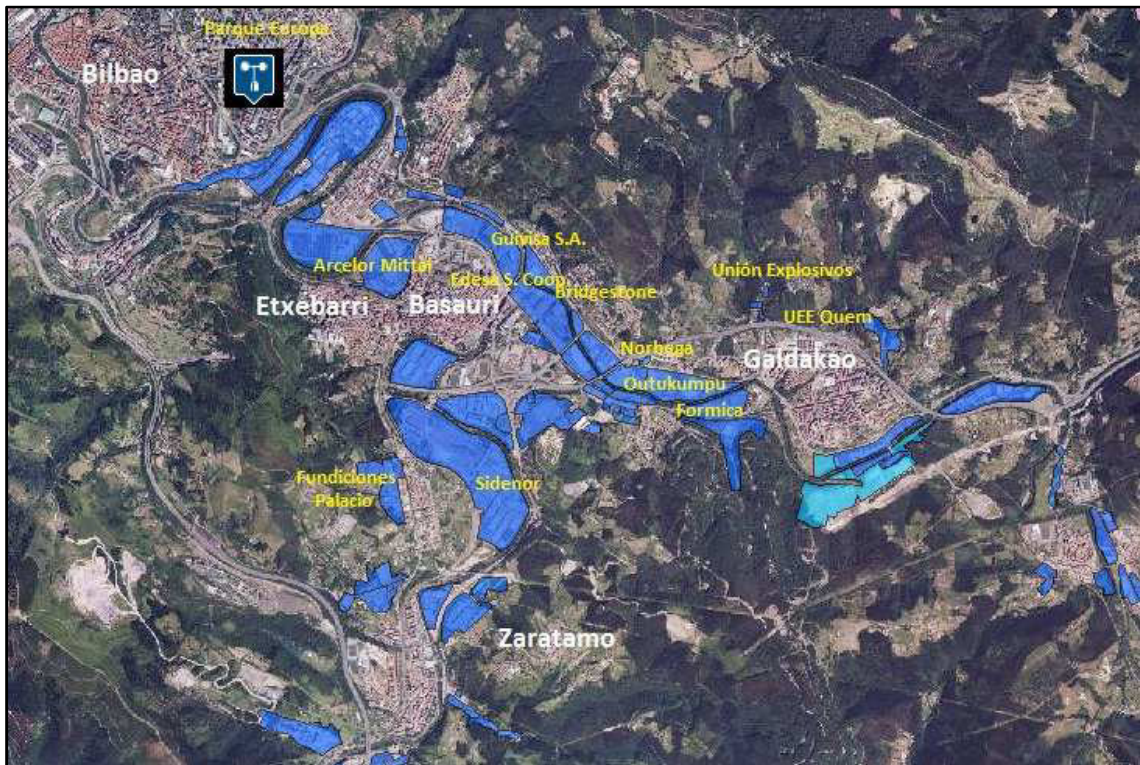 Parque Europa
Bilbao
Guivisa S.A.
Arcelor Mittal
Edesa S. Coop.
Unión Explosivos
Bridgestone
Etxebarri
Basauri
UEE Quem
Norbega
Galdakao
Outukumpu
Formica
Fundiciones
Palacio
Sidenor
Zaratamo